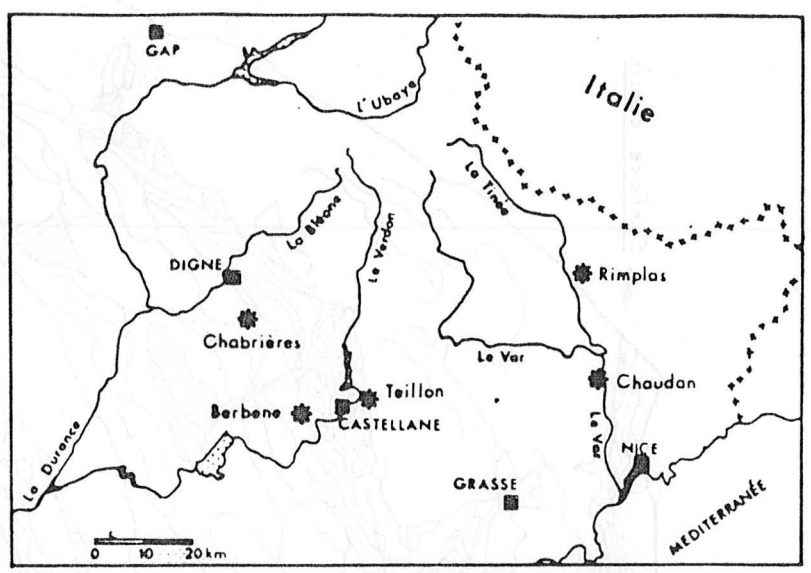 GAP
L'Ubaye
Italie
La Tinée
La Bléone
Le Verdon
DIGNE
Rimplas
Chabrières
Le Var
Teillon
Chaudan
Berbene
CASTELLANE
La Durance
Le Var
NICE
GRASSE
MEDITERRANÉE
0 10 20 km